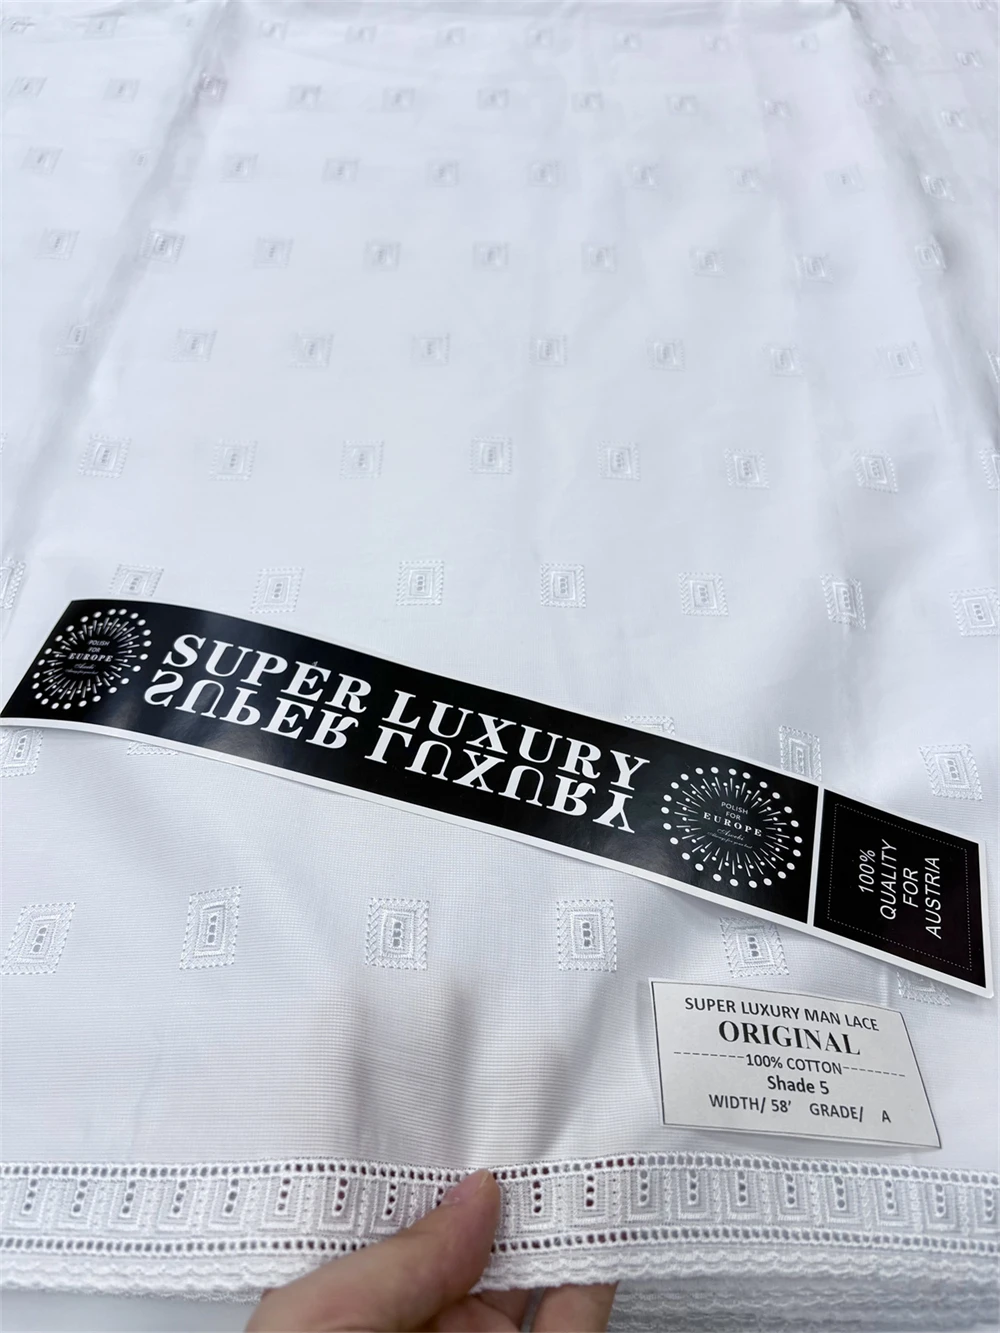 POLISH
FOR
EUROPE
SUPER LUXURY
SUPER LUXURY
POLISH
FOR
EUROPE
100%
QUALITY
FOR
AUSTRIA
SUPER LUXURY MAN LACE
ORIGINAL
--------100% COTTON--------
Shade 5
WIDTH/ 58' GRADE/ A